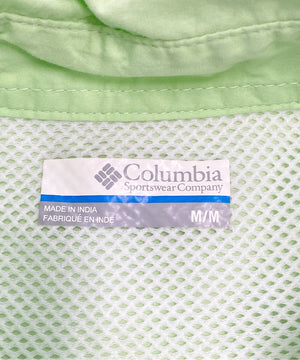 Columbia
Sportswear Company
MADE IN INDIA
FABRIQUÉ EN INDE
M/M